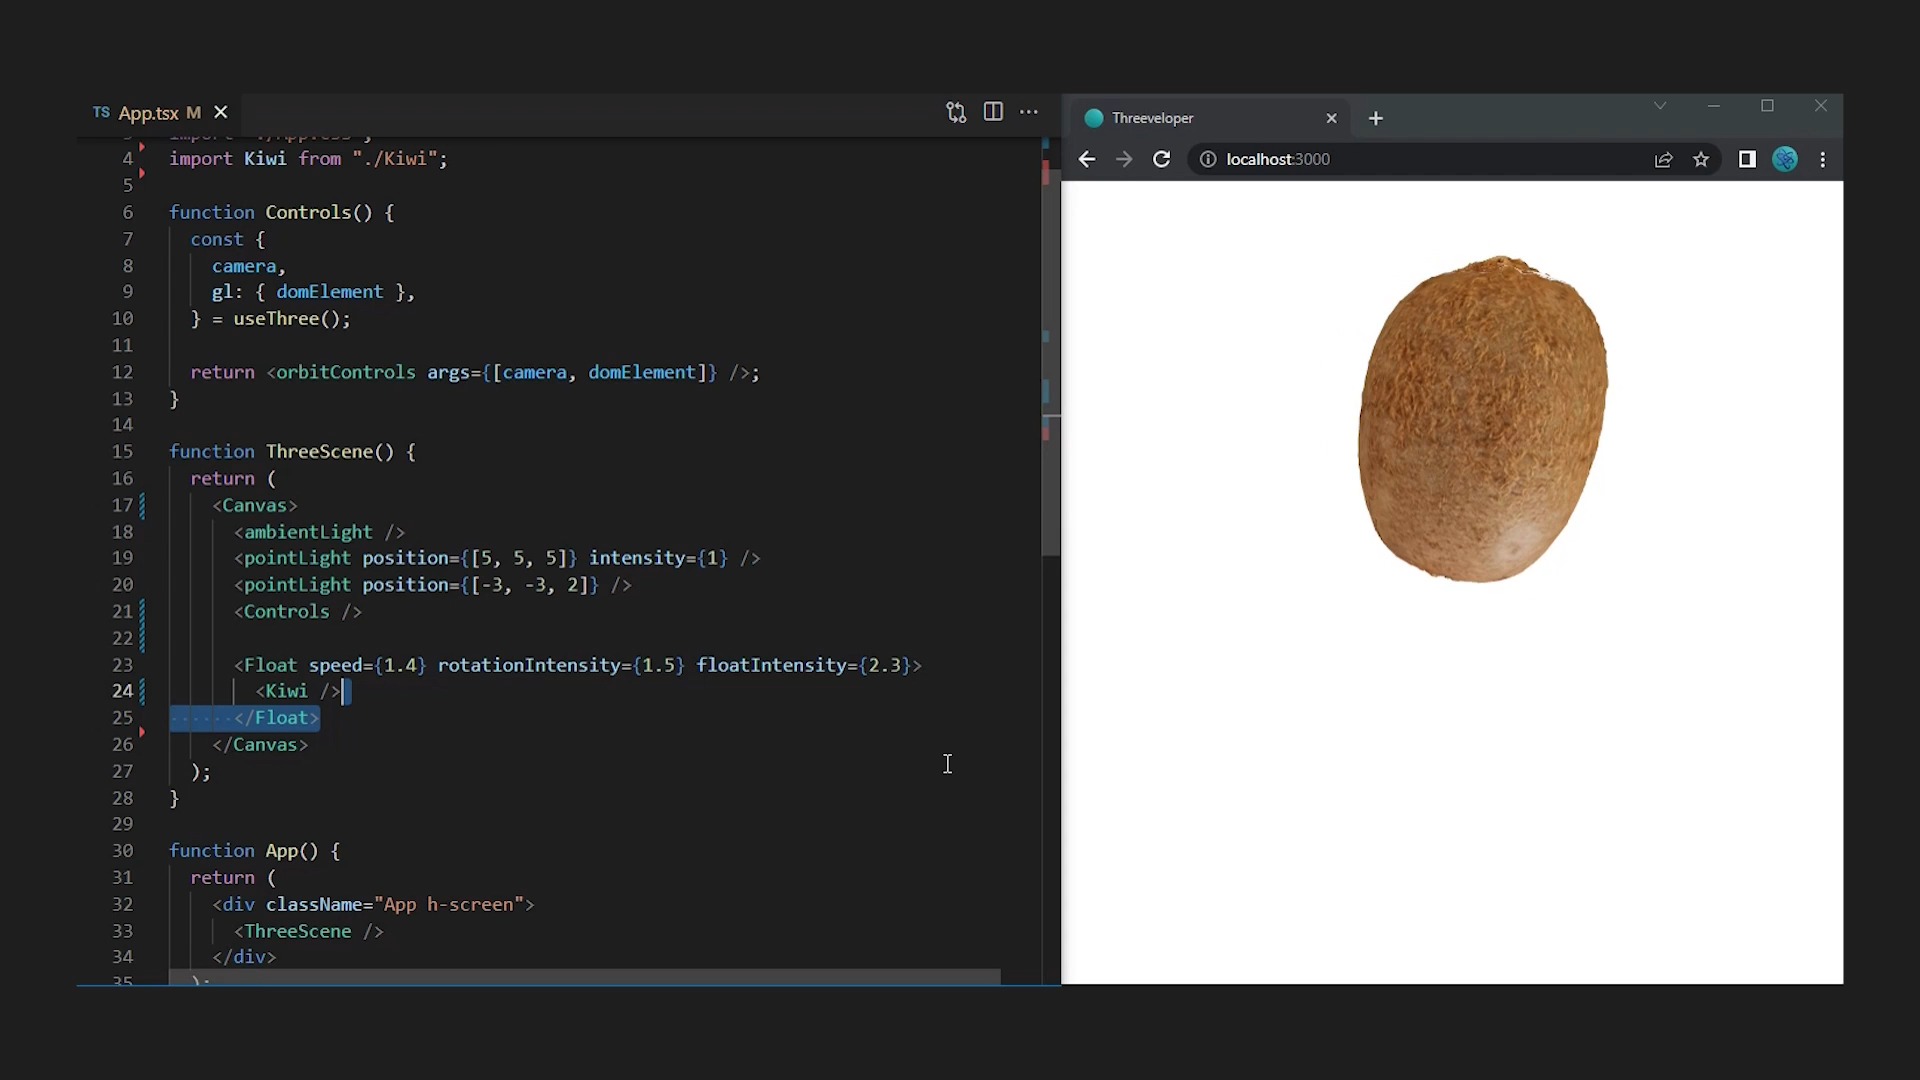 TS App.tsx M
4 import Kiwi from "./Kiwi";
5
6 function Controls() {
7 const {
8 camera,
9 gl: { domElement },
10 } = useThree();
11
12 return <orbitControls args={[camera, domElement]} />;
13 }
14
15 function ThreeScene() {
16 return (
17 <Canvas>
18 <ambientLight />
19 <pointLight position={[5, 5, 5]} intensity={1} />
20 <pointLight position={[-3, -3, 2]} />
21 <Controls />
22
23 <Float speed={1.4} rotationIntensity={1.5} floatIntensity={2.3}>
24 <Kiwi />
25 </Float>
26 </Canvas>
27 );
28 }
29
30 function App() {
31 return (
32 <div className="App h-screen">
33 <ThreeScene />
34 </div>
35 );
Threeveloper
localhost:3000